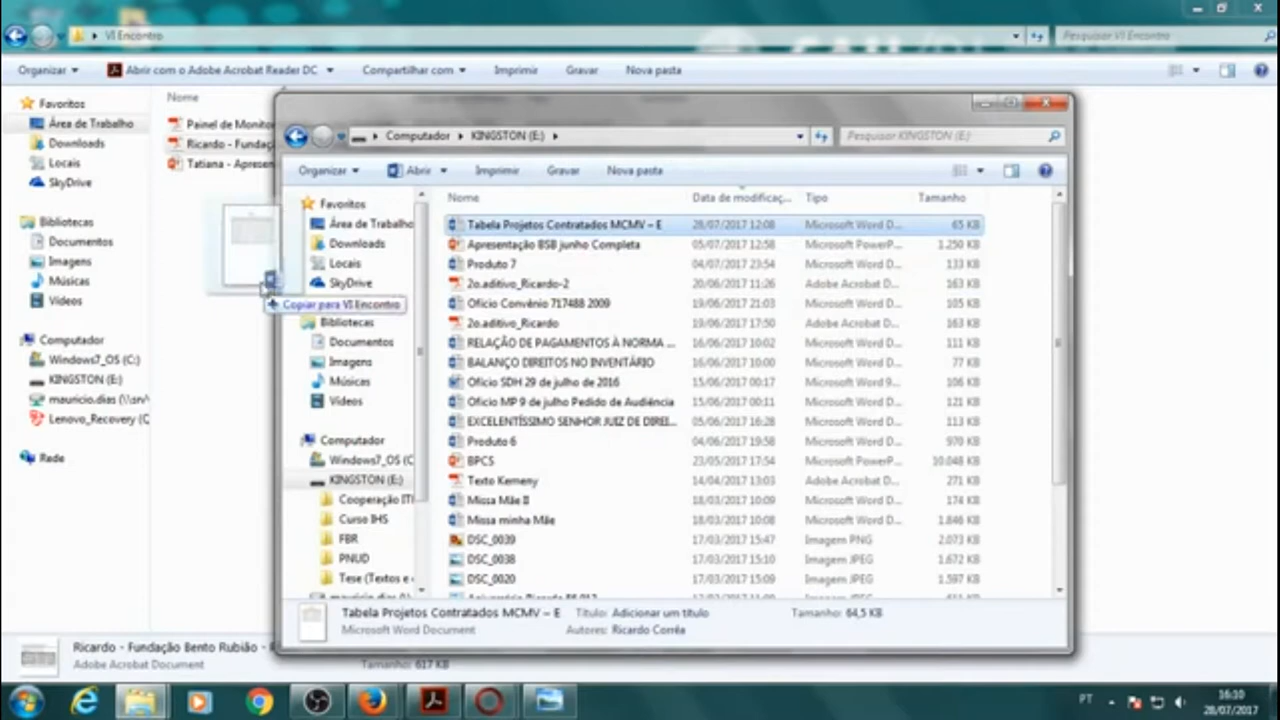 VI Encontro
Pesquisar VI Encontro
Organizar
Abrir com o Adobe Acrobat Reader DC
Compartilhar com
Imprimir
Gravar
Nova pasta
Favoritos
Área de Trabalho
Downloads
Locais
SkyDrive
Bibliotecas
Documentos
Imagens
Músicas
Vídeos
Computador
Windows7_OS (C:)
KINGSTON (E:)
mauricio.dias (\\srv
Lenovo_Recovery (
Rede
Nome
Painel de Monito
Ricardo - Fundaç
Tatiana - Apresen
Copiar para VI Encontro
Computador
KINGSTON (E:)
Pesquisar KINGSTON (E:)
Organizar
Abrir
Imprimir
Gravar
Nova pasta
Favoritos
Área de Trabalho
Downloads
Locais
SkyDrive
Bibliotecas
Documentos
Imagens
Músicas
Vídeos
Computador
Windows7_OS (C
KINGSTON (E:)
Cooperação ITI
Curso IHS
FBR
PNUD
Tese (Textos e
Nome Data de modificaç... Tipo Tamanho
Tabela Projetos Contratados MCMV – E 28/07/2017 12:08 Microsoft Word D... 65 KB
Apresentação BSB junho Completa 05/07/2017 12:58 Microsoft PowerP... 1.250 KB
Produto 7 04/07/2017 23:54 Microsoft Word D... 133 KB
2o.aditivo_Ricardo-2 20/06/2017 11:26 Adobe Acrobat D... 163 KB
Ofício Convênio 717488 2009 19/06/2017 21:03 Microsoft Word D... 105 KB
2o.aditivo_Ricardo 19/06/2017 17:50 Adobe Acrobat D... 163 KB
RELAÇÃO DE PAGAMENTOS À NORMA ... 16/06/2017 10:02 Microsoft Word D... 111 KB
BALANÇO DIREITOS NO INVENTÁRIO 16/06/2017 10:00 Microsoft Word D... 77 KB
Ofício SDH 29 de julho de 2016 15/06/2017 00:17 Microsoft Word 9... 106 KB
Ofício MP 9 de julho Pedido de Audiência 15/06/2017 00:11 Microsoft Word D... 121 KB
EXCELENTÍSSIMO SENHOR JUIZ DE DIREI... 05/06/2017 16:28 Microsoft Word D... 113 KB
Produto 6 04/06/2017 19:58 Microsoft Word D... 970 KB
BPCS 23/05/2017 17:54 Microsoft PowerP... 10.048 KB
Texto Kemeny 14/04/2017 13:03 Adobe Acrobat D... 271 KB
Missa Mãe II 18/03/2017 10:09 Microsoft Word D... 174 KB
Missa minha Mãe 18/03/2017 10:08 Microsoft Word D... 1.846 KB
DSC_0039 17/03/2017 15:47 Imagem PNG 2.073 KB
DSC_0038 17/03/2017 15:10 Imagem JPEG 1.672 KB
DSC_0020 17/03/2017 15:09 Imagem JPEG 1.597 KB
Tabela Projetos Contratados MCMV – E Título: Adicionar um título Tamanho: 64,5 KB
Microsoft Word Document Autores: Ricardo Corrêa
Ricardo - Fundação Bento Rubião -
Adobe Acrobat Document Tamanho: 617 KB
PT
16:10
28/07/2017